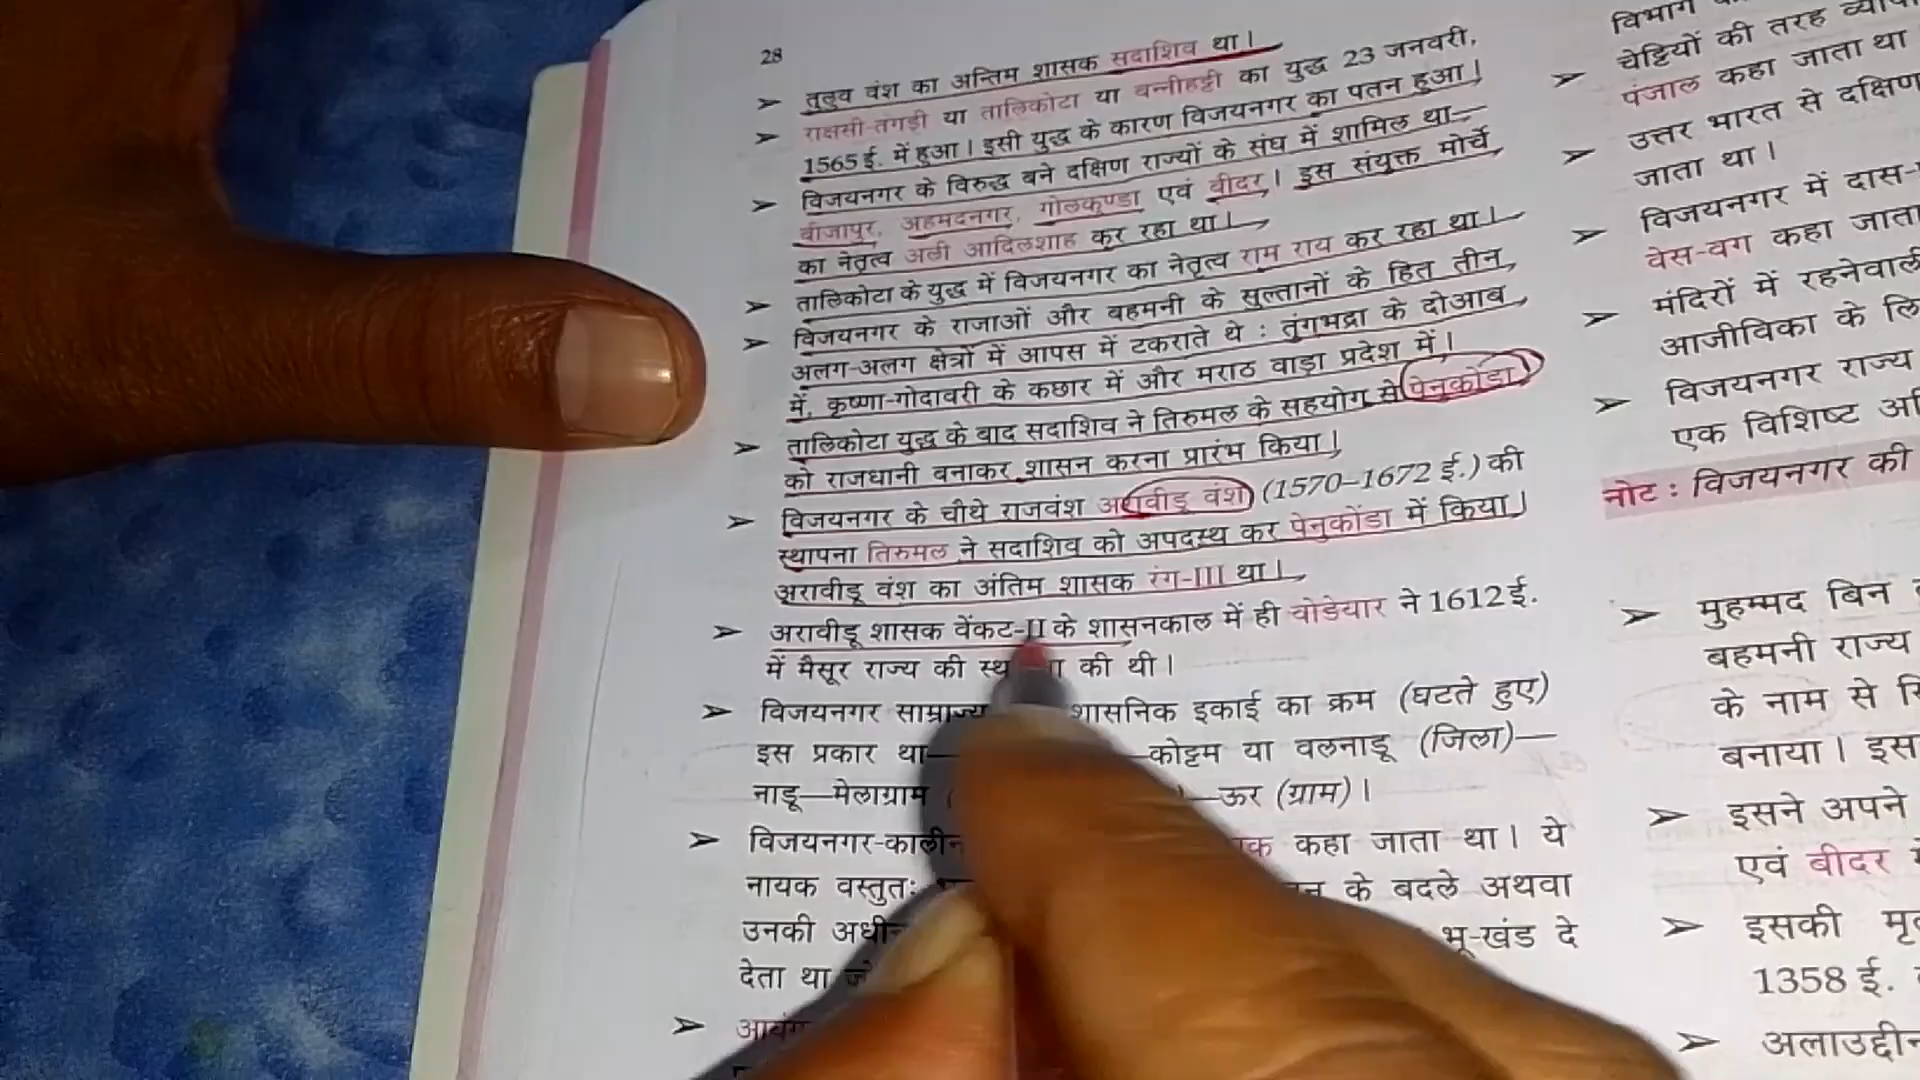 28
तुलुव वंश का अन्तिम शासक सदाशिव था।
राक्षसी-तंगड़ी या तालिकोटा या बन्नीहट्टी का युद्ध 23 जनवरी,
1565 ई. में हुआ। इसी युद्ध के कारण विजयनगर का पतन हुआ।
विजयनगर के विरुद्ध बने दक्षिण राज्यों के संघ में शामिल था—
बीजापुर, अहमदनगर, गोलकुण्डा एवं बीदर। इस संयुक्त मोर्चे
का नेतृत्व अली आदिलशाह कर रहा था।
तालिकोटा के युद्ध में विजयनगर का नेतृत्व राम राय कर रहा था।
विजयनगर के राजाओं और बहमनी के सुल्तानों के हित तीन
अलग-अलग क्षेत्रों में आपस में टकराते थे : तुंगभद्रा के दोआब
में, कृष्णा-गोदावरी के कछार में और मराठ वाड़ा प्रदेश में।
तालिकोटा युद्ध के बाद सदाशिव ने तिरुमल के सहयोग से पेनुकोंडा
को राजधानी बनाकर शासन करना प्रारंभ किया।
विजयनगर के चौथे राजवंश अरावीडू वंश (1570–1672 ई.) की
स्थापना तिरुमल ने सदाशिव को अपदस्थ कर पेनुकोंडा में किया।
अरावीडू वंश का अंतिम शासक रंग-III था।
अरावीडू शासक वेंकट-II के शासनकाल में ही वोडेयार ने 1612 ई.
में मैसूर राज्य की की थी।
विजयनगर साम्राज्य शासनिक इकाई का क्रम (घटते हुए)
इस प्रकार था— —कोट्टम या वलनाडू (जिला)—
नाडू—मेलाग्राम ( —ऊर (ग्राम)।
विजयनगर-कालीन कहा जाता था। ये
नायक वस्तुतः के बदले अथवा
उनकी भू-खंड दे
देता था
विभाग
चेट्टियों की तरह
पंजाल कहा जाता था
उत्तर भारत से दक्षिण
जाता था।
विजयनगर में दास-
वेस-वग कहा जाता
मंदिरों में रहनेवाली
आजीविका के
विजयनगर राज्य
एक विशिष्ट
नोट : विजयनगर की
मुहम्मद बिन
बहमनी राज्य
के नाम से
बनाया। इस
इसने अपने
एवं बीदर
इसकी
1358 ई.
अलाउद्दीन